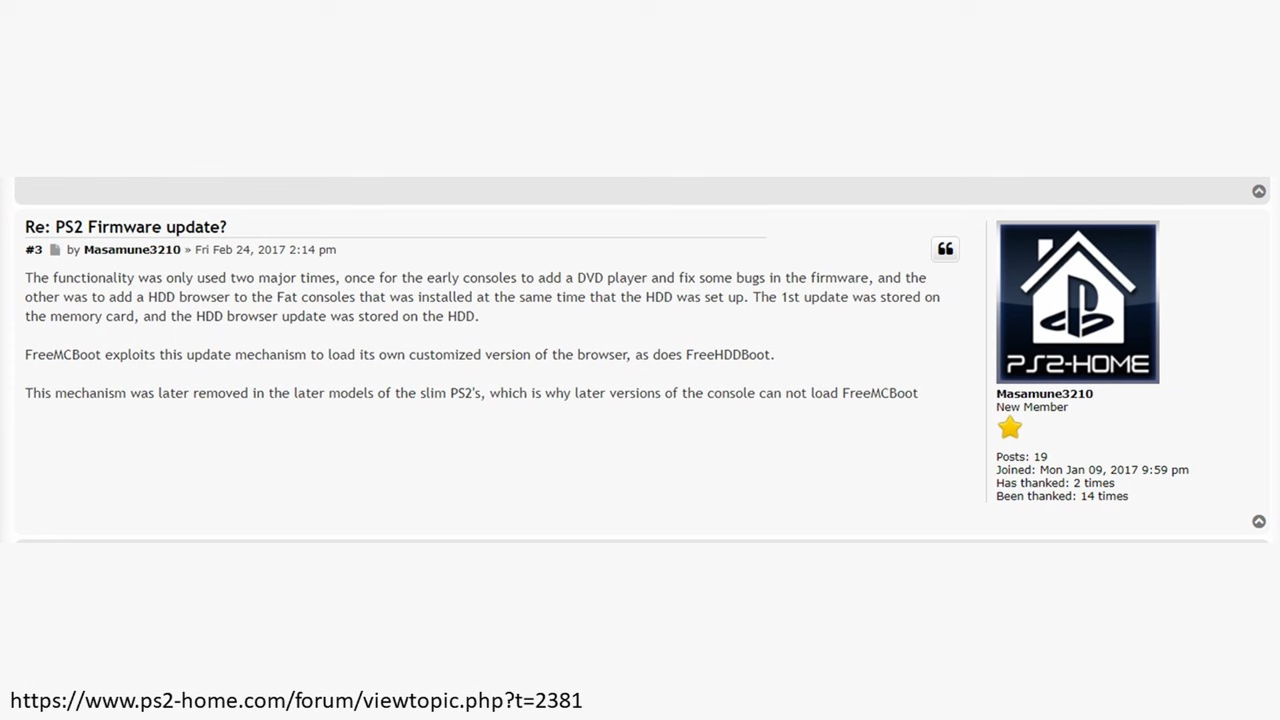 Re: PS2 Firmware update?
#3 by Masamune3210 » Fri Feb 24, 2017 2:14 pm
The functionality was only used two major times, once for the early consoles to add a DVD player and fix some bugs in the firmware, and the
other was to add a HDD browser to the Fat consoles that was installed at the same time that the HDD was set up. The 1st update was stored on
the memory card, and the HDD browser update was stored on the HDD.
FreeMCBoot exploits this update mechanism to load its own customized version of the browser, as does FreeHDDBoot.
This mechanism was later removed in the later models of the slim PS2's, which is why later versions of the console can not load FreeMCBoot
PS2-HOME
Masamune3210
New Member
Posts: 19
Joined: Mon Jan 09, 2017 9:59 pm
Has thanked: 2 times
Been thanked: 14 times
https://www.ps2-home.com/forum/viewtopic.php?t=2381